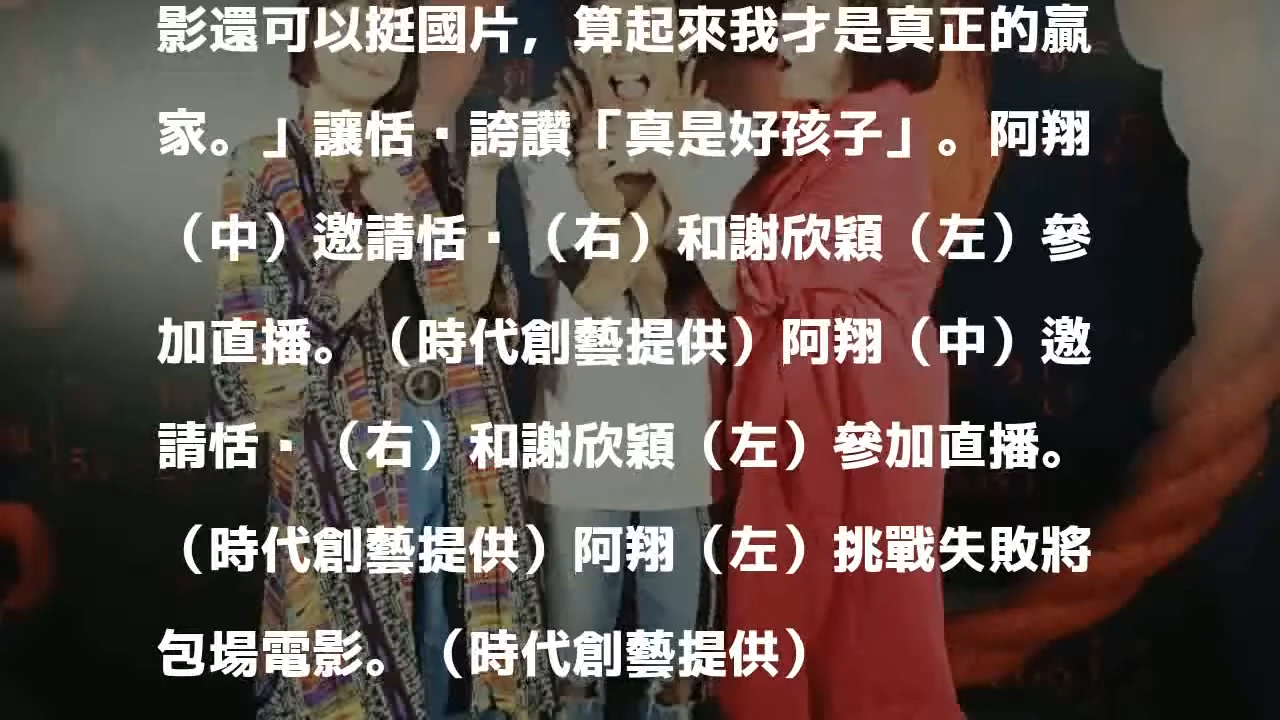 影還可以挺國片，算起來我才是真正的贏
家。」讓恬·誇讚「真是好孩子」。阿翔
（中）邀請恬·（右）和謝欣穎（左）參
加直播。（時代創藝提供）阿翔（中）邀
請恬·（右）和謝欣穎（左）參加直播。
（時代創藝提供）阿翔（左）挑戰失敗將
包場電影。（時代創藝提供）